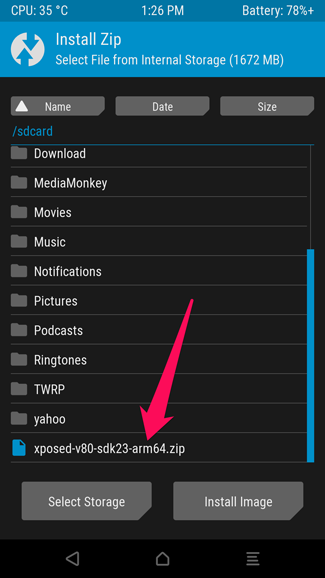 CPU: 35 °C 1:26 PM Battery: 78%+
Install Zip
Select File from Internal Storage (1672 MB)
Name Date Size
/sdcard
Download
MediaMonkey
Movies
Music
Notifications
Pictures
Podcasts
Ringtones
TWRP
yahoo
xposed-v80-sdk23-arm64.zip
Select Storage Install Image